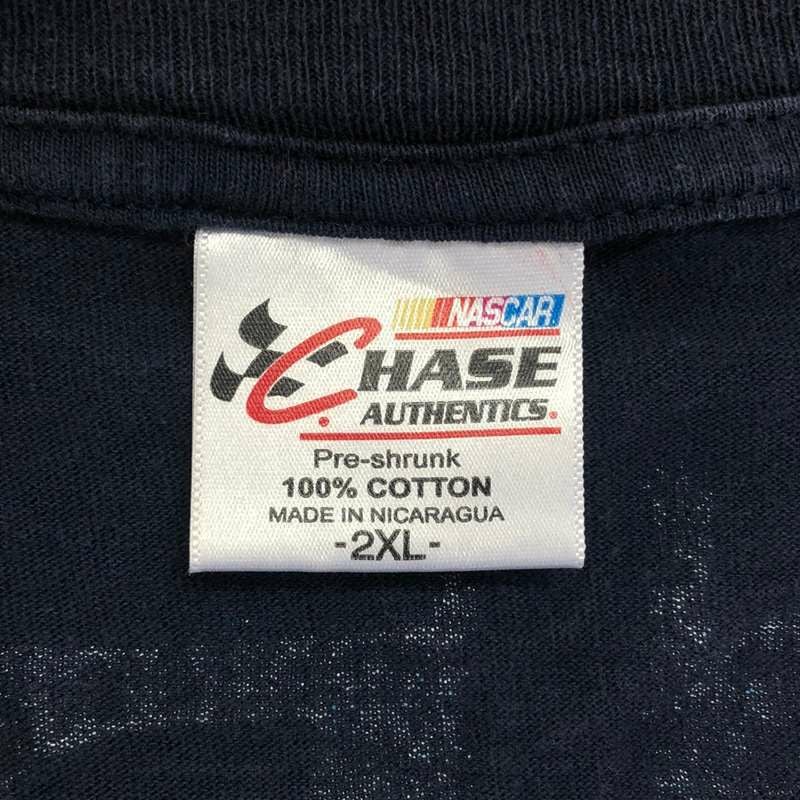 NASCAR
CHASE
AUTHENTICS
Pre-shrunk
100% COTTON
MADE IN NICARAGUA
-2XL-